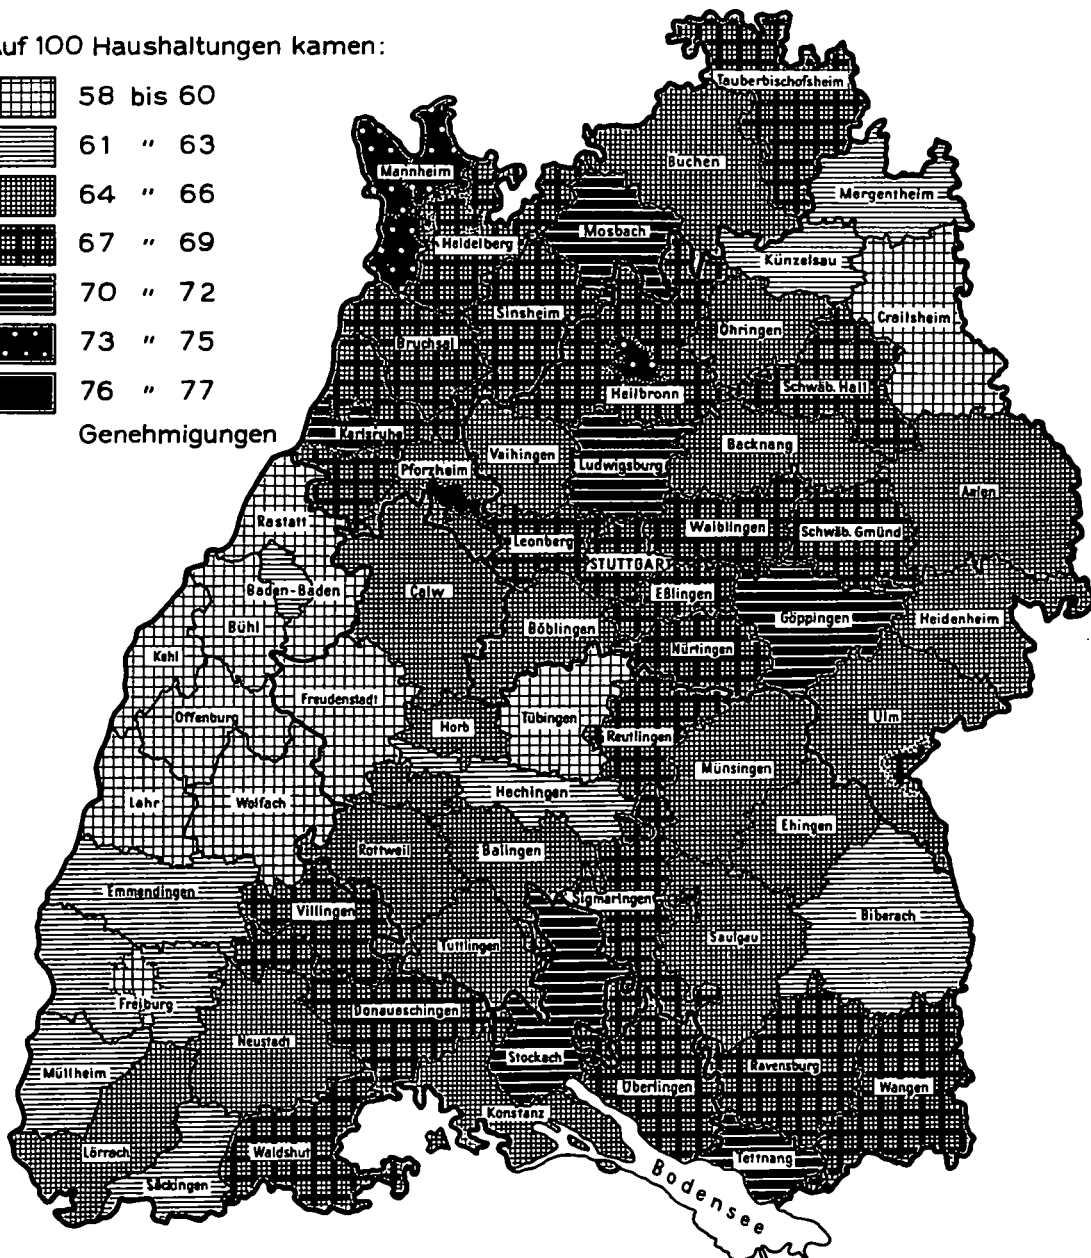 Auf 100 Haushaltungen kamen:
58 bis 60
61 " 63
64 " 66
67 " 69
70 " 72
73 " 75
76 " 77
Genehmigungen
Tauberbischofsheim
Buchen
Mannheim
Mergentheim
Mosbach
Heidelberg
Künzelsau
Sinsheim
Crailsheim
Öhringen
Bruchsal
Schwäb. Hall
Heilbronn
Karlsruhe
Backnang
Vaihingen
Ludwigsburg
Pforzheim
Aalen
Rastatt
Waiblingen
Schwäb. Gmünd
Leonberg
STUTTGART
Baden-Baden
Calw
Eßlingen
Göppingen
Heidenheim
Bühl
Böblingen
Nürtingen
Kehl
Freudenstadt
Offenburg
Tübingen
Ulm
Horb
Reutlingen
Münsingen
Hechingen
Lahr
Wolfach
Ehingen
Rottweil
Balingen
Emmendingen
Sigmaringen
Villingen
Biberach
Saulgau
Tuttlingen
Freiburg
Donaueschingen
Neustadt
Stockach
Ravensburg
Müllheim
Überlingen
Wangen
Konstanz
Lörrach
Waldshut
Tettnang
Säckingen
Bodensee